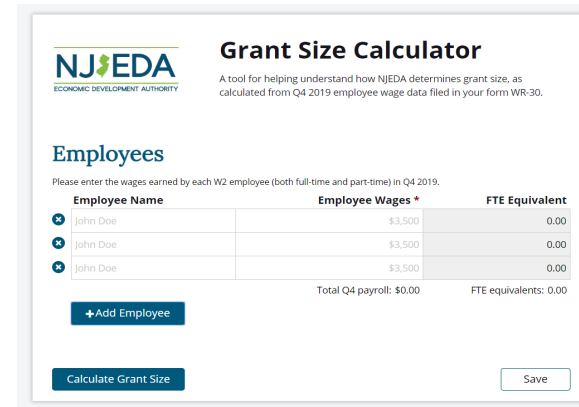 NJEDA
ECONOMIC DEVELOPMENT AUTHORITY
Grant Size Calculator
A tool for helping understand how NJEDA determines grant size, as
calculated from Q4 2019 employee wage data filed in your form WR-30.
Employees
Please enter the wages earned by each W2 employee (both full-time and part-time) in Q4 2019.
Employee Name Employee Wages * FTE Equivalent
John Doe $3,500 0.00
John Doe $3,500 0.00
John Doe $3,500 0.00
Total Q4 payroll: $0.00 FTE equivalents: 0.00
+Add Employee
Calculate Grant Size Save